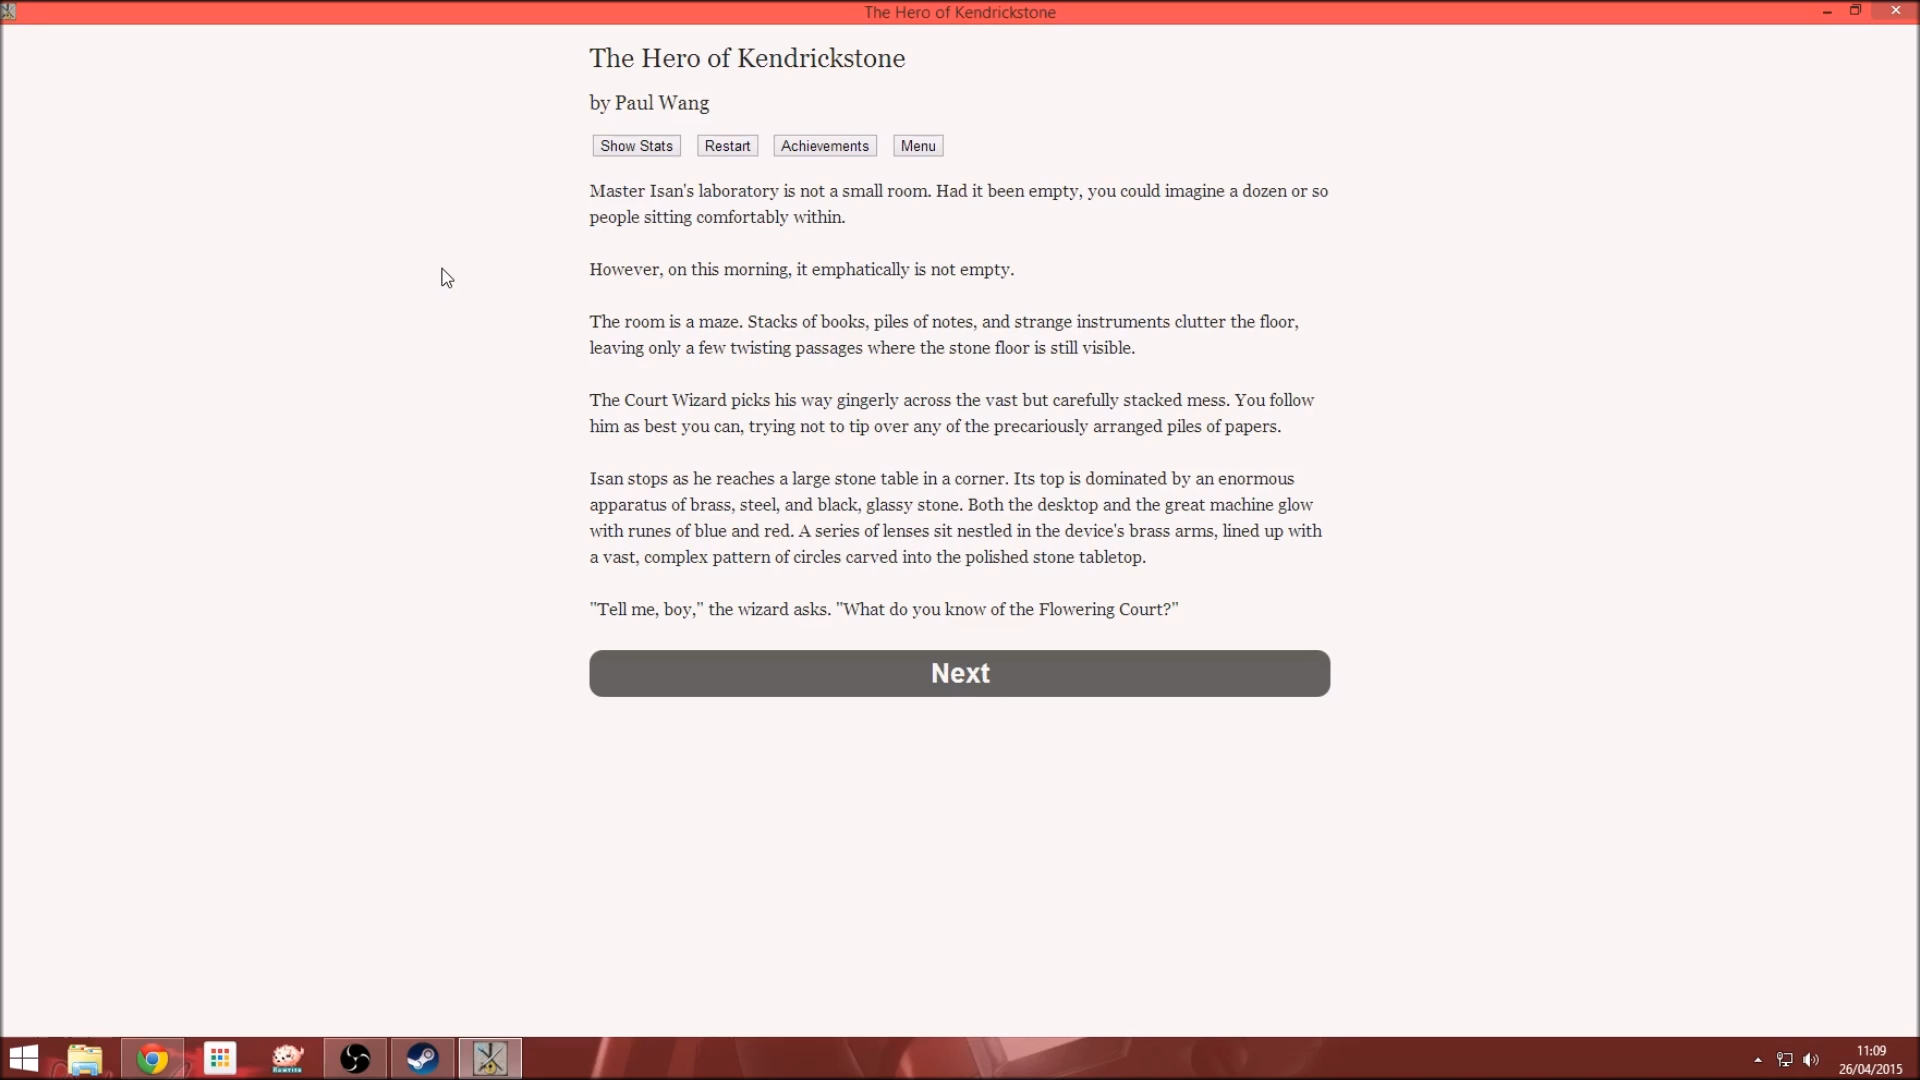 The Hero of Kendrickstone
The Hero of Kendrickstone
by Paul Wang
Show Stats Restart Achievements Menu
Master Isan's laboratory is not a small room. Had it been empty, you could imagine a dozen or so
people sitting comfortably within.
However, on this morning, it emphatically is not empty.
The room is a maze. Stacks of books, piles of notes, and strange instruments clutter the floor,
leaving only a few twisting passages where the stone floor is still visible.
The Court Wizard picks his way gingerly across the vast but carefully stacked mess. You follow
him as best you can, trying not to tip over any of the precariously arranged piles of papers.
Isan stops as he reaches a large stone table in a corner. Its top is dominated by an enormous
apparatus of brass, steel, and black, glassy stone. Both the desktop and the great machine glow
with runes of blue and red. A series of lenses sit nestled in the device's brass arms, lined up with
a vast, complex pattern of circles carved into the polished stone tabletop.
"Tell me, boy," the wizard asks. "What do you know of the Flowering Court?"
Next
11:09
26/04/2015